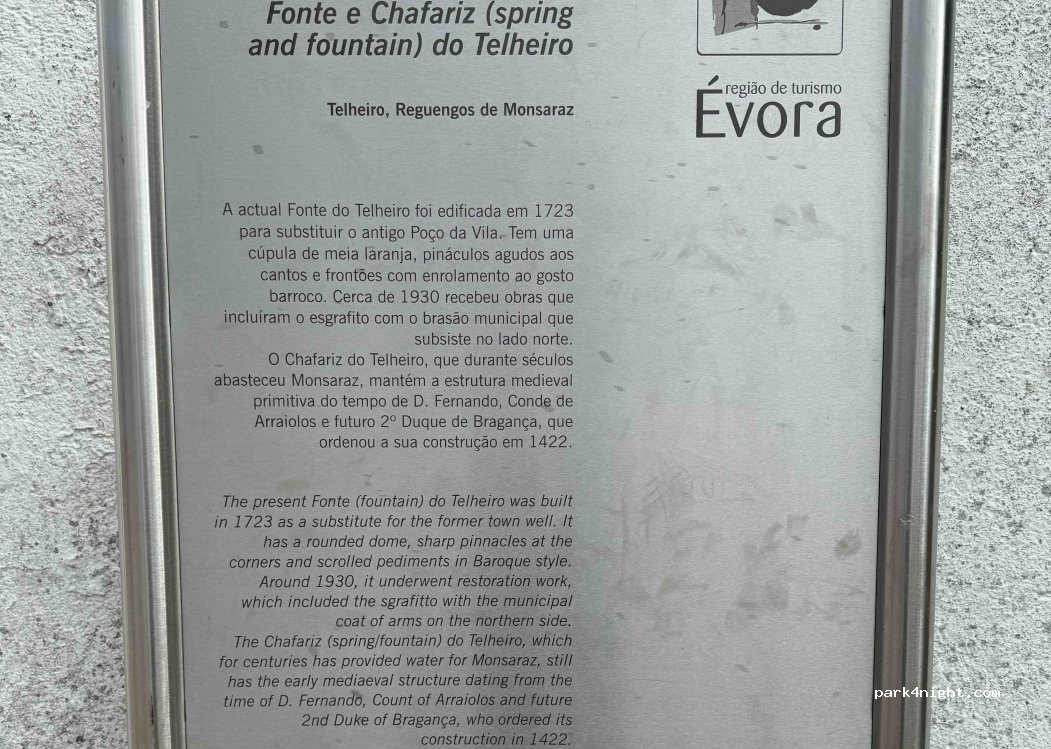 Fonte e Chafariz (spring
and fountain) do Telheiro
Telheiro, Reguengos de Monsaraz
região de turismo
Évora
A actual Fonte do Telheiro foi edificada em 1723
para substituir o antigo Poço da Vila. Tem uma
cúpula de meia laranja, pináculos agudos aos
cantos e frontões com enrolamento ao gosto
barroco. Cerca de 1930 recebeu obras que
incluíram o esgrafito com o brasão municipal que
subsiste no lado norte.
O Chafariz do Telheiro, que durante séculos
abasteceu Monsaraz, mantém a estrutura medieval
primitiva do tempo de D. Fernando, Conde de
Arraiolos e futuro 2º Duque de Bragança, que
ordenou a sua construção em 1422.
The present Fonte (fountain) do Telheiro was built
in 1723 as a substitute for the former town well. It
has a rounded dome, sharp pinnacles at the
corners and scrolled pediments in Baroque style.
Around 1930, it underwent restoration work,
which included the sgrafitto with the municipal
coat of arms on the northern side.
The Chafariz (spring/fountain) do Telheiro, which
for centuries has provided water for Monsaraz, still
has the early mediaeval structure dating from the
time of D. Fernando, Count of Arraiolos and future
2nd Duke of Bragança, who ordered its
construction in 1422.
park4night.com